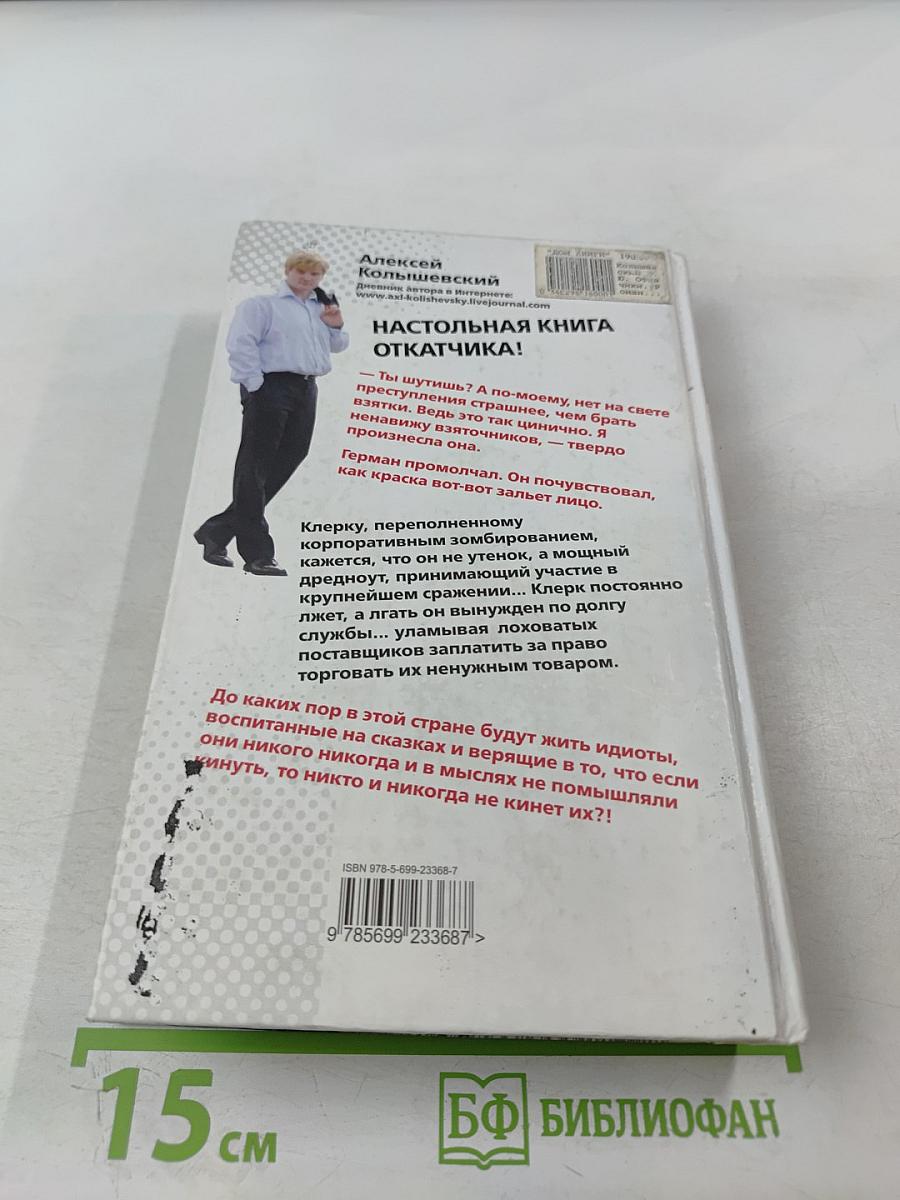 Алексей
Колышевский
Дневник автора в Интернете:
www.axl-kolishevsky.livejournal.com
"ДОМ КНИГИ"
НАСТОЛЬНАЯ КНИГА
ОТКАТЧИКА!
— Ты шутишь? А по-моему, нет на свете
преступления страшнее, чем брать
взятки. Ведь это так цинично. Я
ненавижу взяточников, — твердо
произнесла она.
Герман промолчал. Он почувствовал,
как краска вот-вот зальет лицо.
Клерку, переполненному
корпоративным зомбированием,
кажется, что он не утенок, а мощный
дредноут, принимающий участие в
крупнейшем сражении... Клерк постоянно
лжет, а лгать он вынужден по долгу
службы... уламывая лоховатых
поставщиков заплатить за право
торговать их ненужным товаром.
До каких пор в этой стране будут жить идиоты,
воспитанные на сказках и верящие в то, что если
они никого никогда и в мыслях не помышляли
кинуть, то никто и никогда не кинет их?!
ISBN 978-5-699-23368-7
9 785699 233687 >
15 см
БФ БИБЛИОФАН